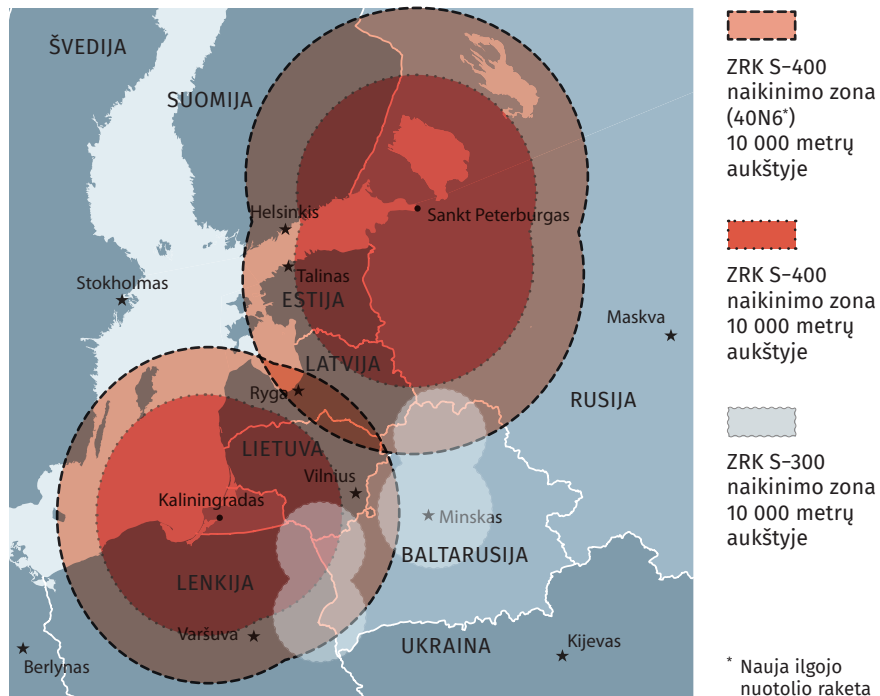 ŠVEDIJA
SUOMIJA
Helsinkis
Sankt Peterburgas
Talinas
Stokholmas
ESTIJA
Maskva
LATVIJA
Ryga
RUSIJA
LIETUVA
Vilnius
Kaliningradas
Minskas
BALTARUSIJA
LENKIJA
Varšuva
UKRAINA
Kijevas
Berlynas
ZRK S-400
naikinimo zona
(40N6*)
10 000 metrų
aukštyje
ZRK S-400
naikinimo zona
10 000 metrų
aukštyje
ZRK S-300
naikinimo zona
10 000 metrų
aukštyje
* Nauja ilgojo
nuotolio raketa